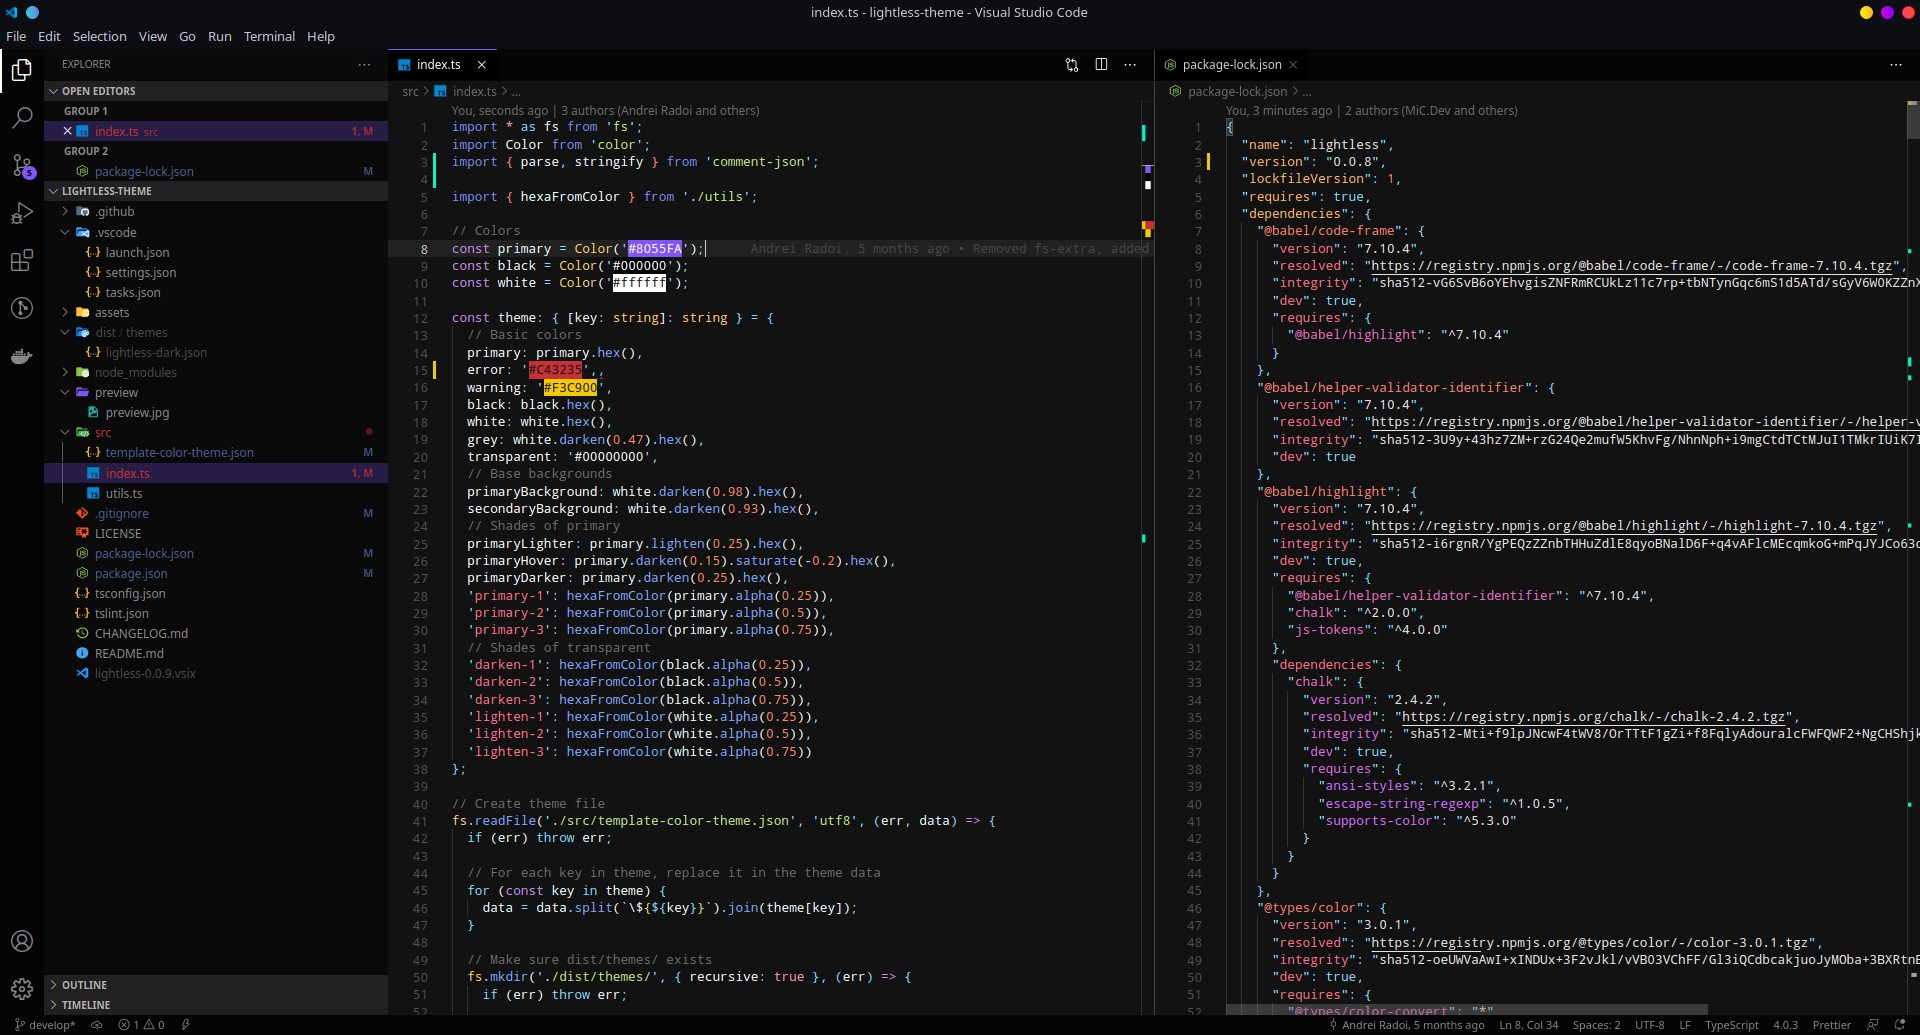 index.ts - lightless-theme - Visual Studio Code
File Edit Selection View Go Run Terminal Help
EXPLORER
OPEN EDITORS
GROUP 1
index.ts src 1, M
GROUP 2
package-lock.json M
LIGHTLESS-THEME
.github
.vscode
launch.json
settings.json
tasks.json
assets
dist / themes
lightless-dark.json
node_modules
preview
preview.jpg
src
template-color-theme.json M
index.ts 1, M
utils.ts
.gitignore M
LICENSE
package-lock.json M
package.json M
tsconfig.json
tslint.json
CHANGELOG.md
README.md
lightless-0.0.9.vsix
OUTLINE
TIMELINE
5
index.ts
src > index.ts > ...
You, seconds ago | 3 authors (Andrei Radoi and others)
1 import * as fs from 'fs';
2 import Color from 'color';
3 import { parse, stringify } from 'comment-json';
4
5 import { hexaFromColor } from './utils';
6
7 // Colors
8 const primary = Color('#8055FA'); Andrei Radoi, 5 months ago • Removed fs-extra, added
9 const black = Color('#000000');
10 const white = Color('#ffffff');
11
12 const theme: { [key: string]: string } = {
13 // Basic colors
14 primary: primary.hex(),
15 error: '#C43235',,
16 warning: '#F3C900',
17 black: black.hex(),
18 white: white.hex(),
19 grey: white.darken(0.47).hex(),
20 transparent: '#00000000',
21 // Base backgrounds
22 primaryBackground: white.darken(0.98).hex(),
23 secondaryBackground: white.darken(0.93).hex(),
24 // Shades of primary
25 primaryLighter: primary.lighten(0.25).hex(),
26 primaryHover: primary.darken(0.15).saturate(-0.2).hex(),
27 primaryDarker: primary.darken(0.25).hex(),
28 'primary-1': hexaFromColor(primary.alpha(0.25)),
29 'primary-2': hexaFromColor(primary.alpha(0.5)),
30 'primary-3': hexaFromColor(primary.alpha(0.75)),
31 // Shades of transparent
32 'darken-1': hexaFromColor(black.alpha(0.25)),
33 'darken-2': hexaFromColor(black.alpha(0.5)),
34 'darken-3': hexaFromColor(black.alpha(0.75)),
35 'lighten-1': hexaFromColor(white.alpha(0.25)),
36 'lighten-2': hexaFromColor(white.alpha(0.5)),
37 'lighten-3': hexaFromColor(white.alpha(0.75))
38 };
39
40 // Create theme file
41 fs.readFile('./src/template-color-theme.json', 'utf8', (err, data) => {
42 if (err) throw err;
43
44 // For each key in theme, replace it in the theme data
45 for (const key in theme) {
46 data = data.split(`\${${key}}`).join(theme[key]);
47 }
48
49 // Make sure dist/themes/ exists
50 fs.mkdir('./dist/themes/', { recursive: true }, (err) => {
51 if (err) throw err;
52
package-lock.json
package-lock.json > ...
You, 3 minutes ago | 2 authors (MiC.Dev and others)
1 {
2 "name": "lightless",
3 "version": "0.0.8",
4 "lockfileVersion": 1,
5 "requires": true,
6 "dependencies": {
7 "@babel/code-frame": {
8 "version": "7.10.4",
9 "resolved": "https://registry.npmjs.org/@babel/code-frame/-/code-frame-7.10.4.tgz",
10 "integrity":
11 "dev": true,
12 "requires": {
13 "@babel/highlight": "^7.10.4"
14 }
15 },
16 "@babel/helper-validator-identifier": {
17 "version": "7.10.4",
18 "resolved": "https://registry.npmjs.org/@babel/helper-validator-identifier/-/helper-v
19 "integrity":
20 "dev": true
21 },
22 "@babel/highlight": {
23 "version": "7.10.4",
24 "resolved": "https://registry.npmjs.org/@babel/highlight/-/highlight-7.10.4.tgz",
25 "integrity":
26 "dev": true,
27 "requires": {
28 "@babel/helper-validator-identifier": "^7.10.4",
29 "chalk": "^2.0.0",
30 "js-tokens": "^4.0.0"
31 },
32 "dependencies": {
33 "chalk": {
34 "version": "2.4.2",
35 "resolved": "https://registry.npmjs.org/chalk/-/chalk-2.4.2.tgz",
36 "integrity":
37 "dev": true,
38 "requires": {
39 "ansi-styles": "^3.2.1",
40 "escape-string-regexp": "^1.0.5",
41 "supports-color": "^5.3.0"
42 }
43 }
44 }
45 },
46 "@types/color": {
47 "version": "3.0.1",
48 "resolved": "https://registry.npmjs.org/@types/color/-/color-3.0.1.tgz",
49 "integrity":
50 "dev": true,
51 "requires": {
52 "@types/color-convert": "*"
develop* 1 0 Andrei Radoi, 5 months ago Ln 8, Col 34 Spaces: 2 UTF-8 LF TypeScript 4.0.3 Prettier